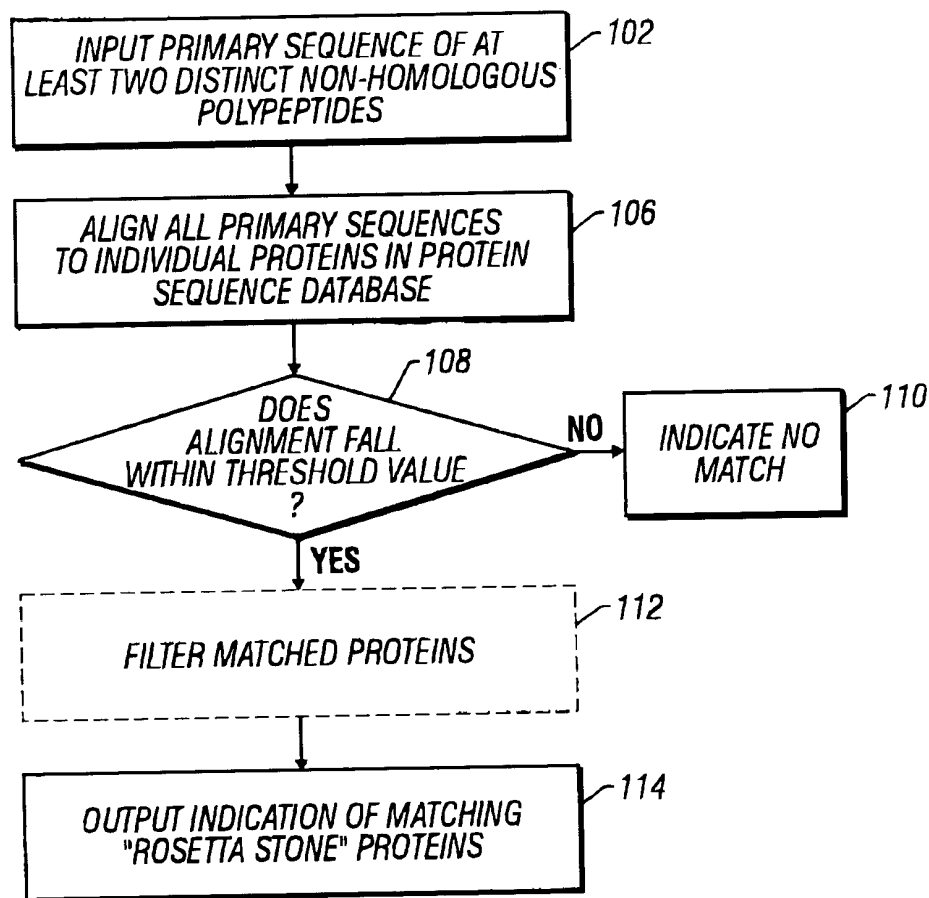 INPUT PRIMARY SEQUENCE OF AT
LEAST TWO DISTINCT NON-HOMOLOGOUS
POLYPEPTIDES
102
ALIGN ALL PRIMARY SEQUENCES
TO INDIVIDUAL PROTEINS IN PROTEIN
SEQUENCE DATABASE
106
108
DOES
ALIGNMENT FALL
WITHIN THRESHOLD VALUE
?
NO
INDICATE NO
MATCH
110
YES
FILTER MATCHED PROTEINS
112
OUTPUT INDICATION OF MATCHING
"ROSETTA STONE" PROTEINS
114